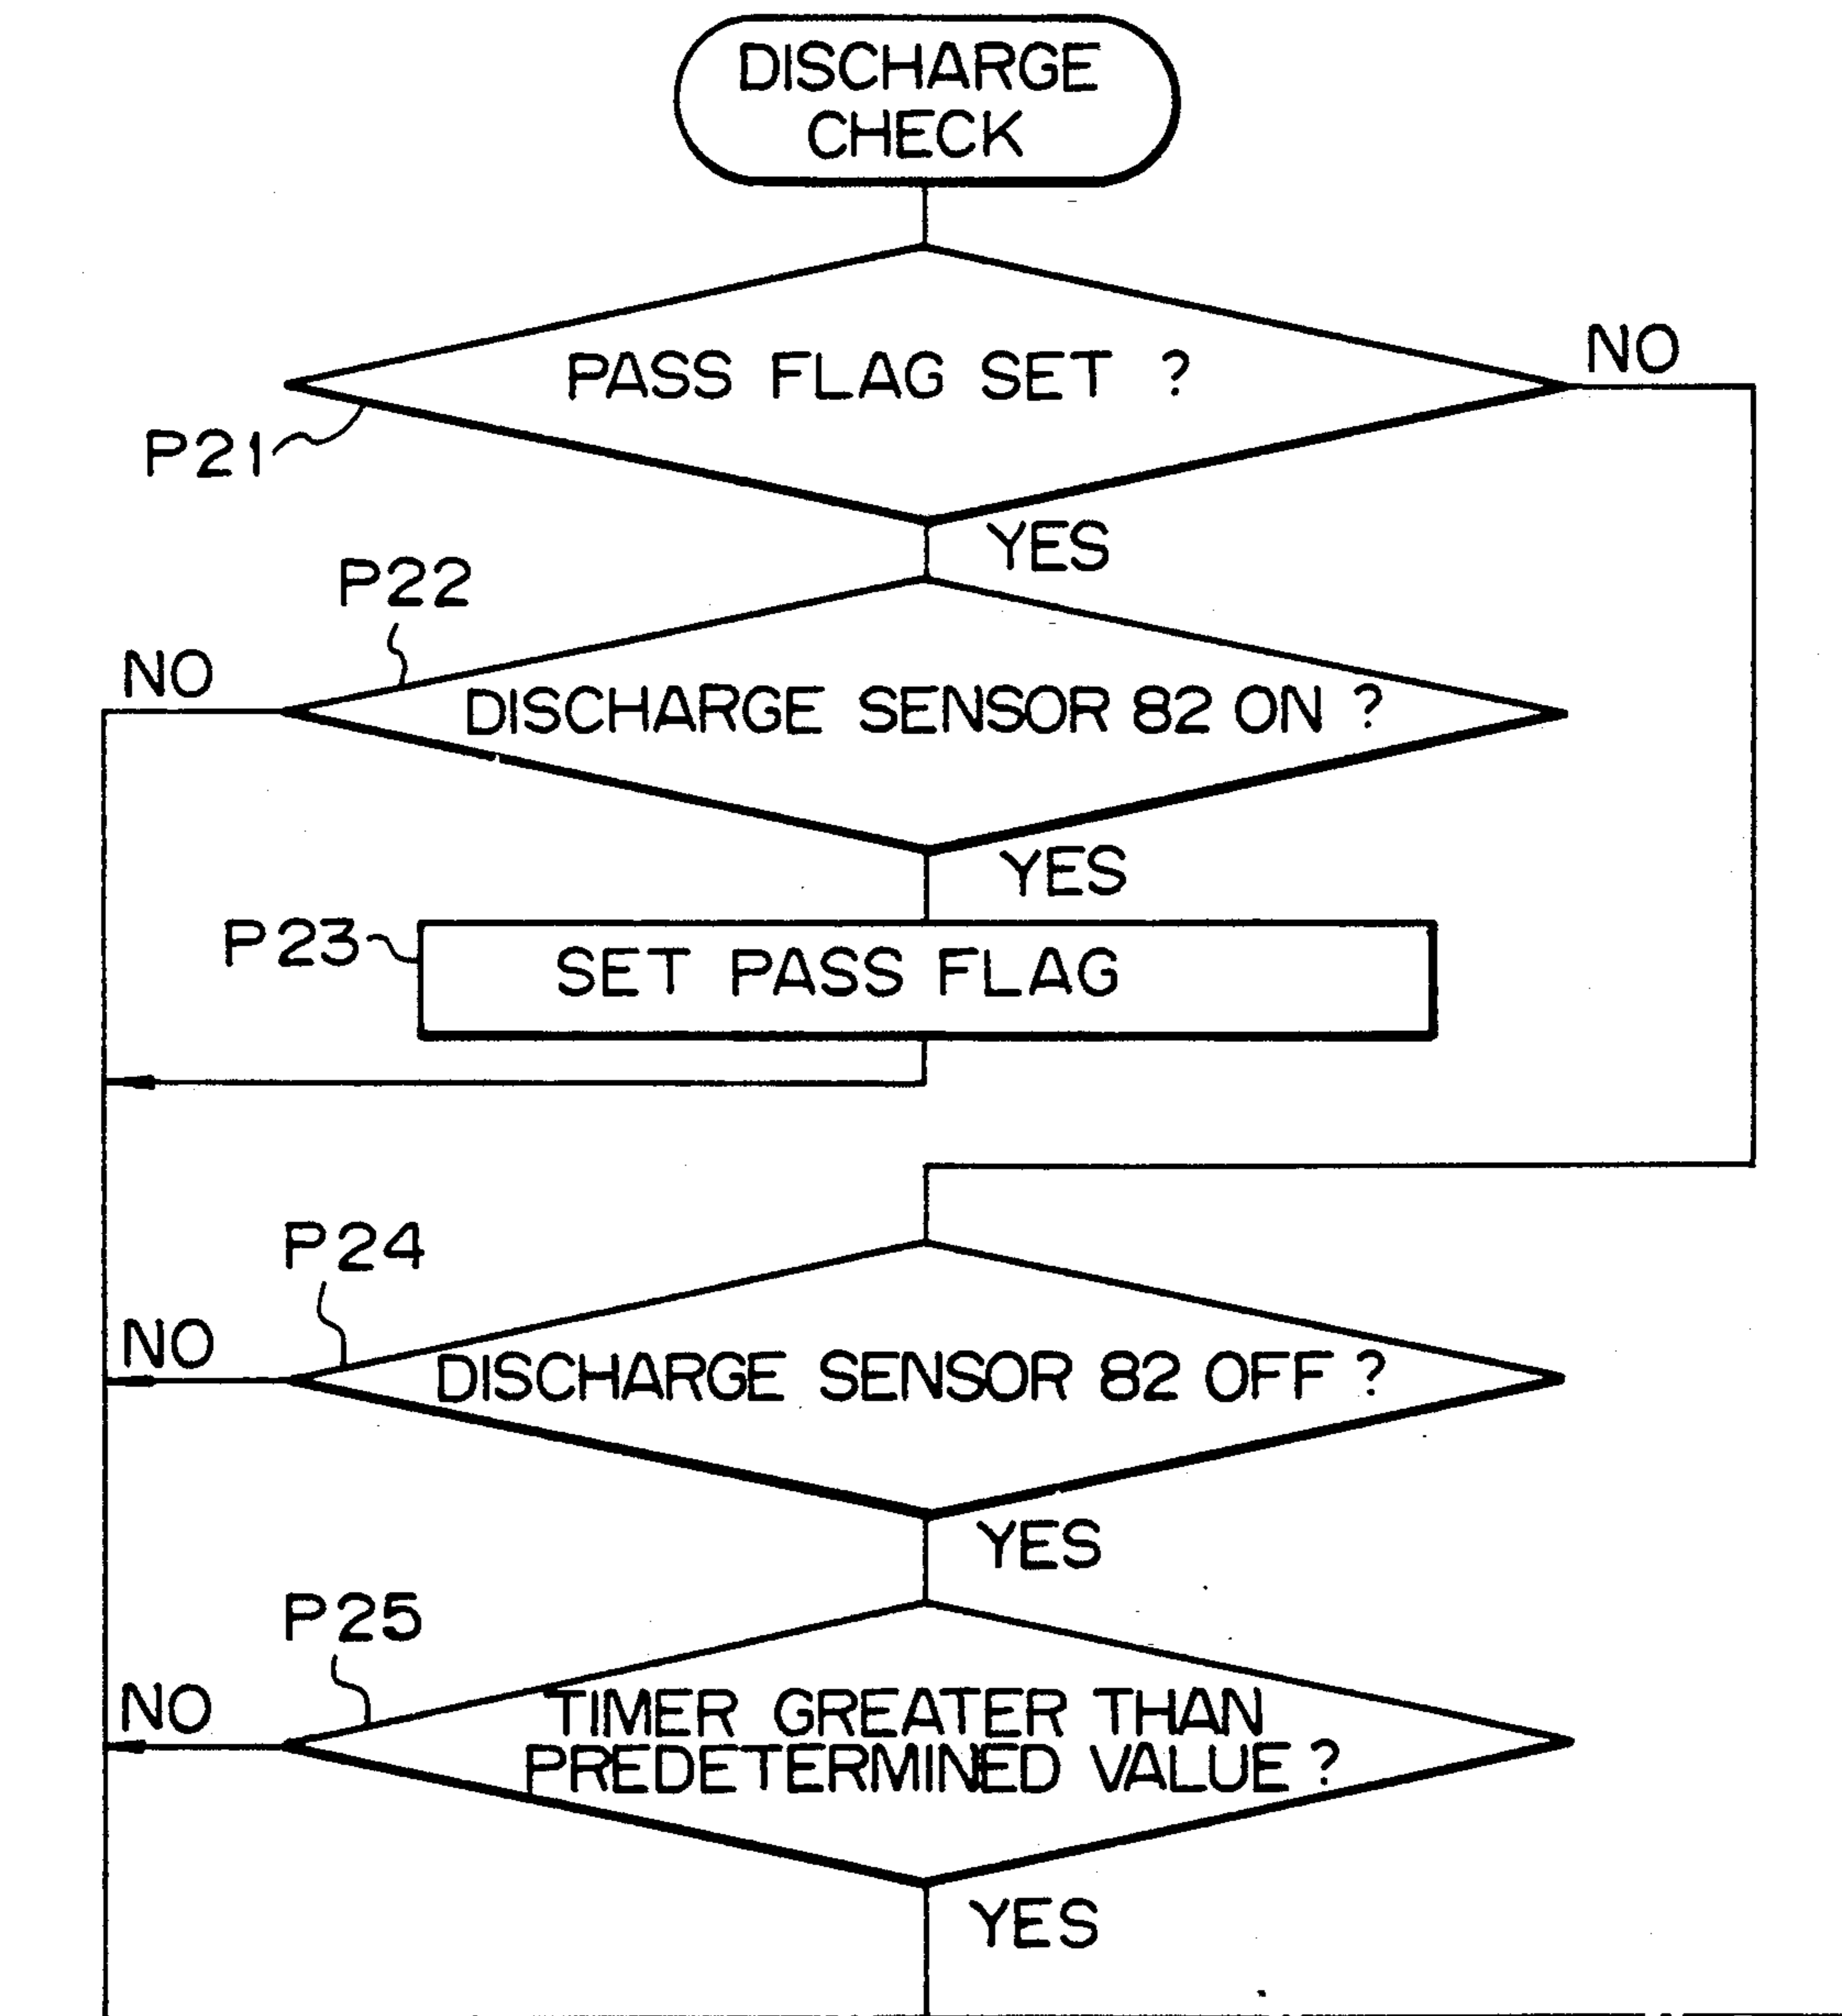 DISCHARGE
CHECK
PASS FLAG SET ?
NO
P21
YES
P22
NO
DISCHARGE SENSOR 82 ON ?
YES
P23
SET PASS FLAG
P24
NO
DISCHARGE SENSOR 82 OFF ?
YES
P25
NO
TIMER GREATER THAN
PREDETERMINED VALUE ?
YES